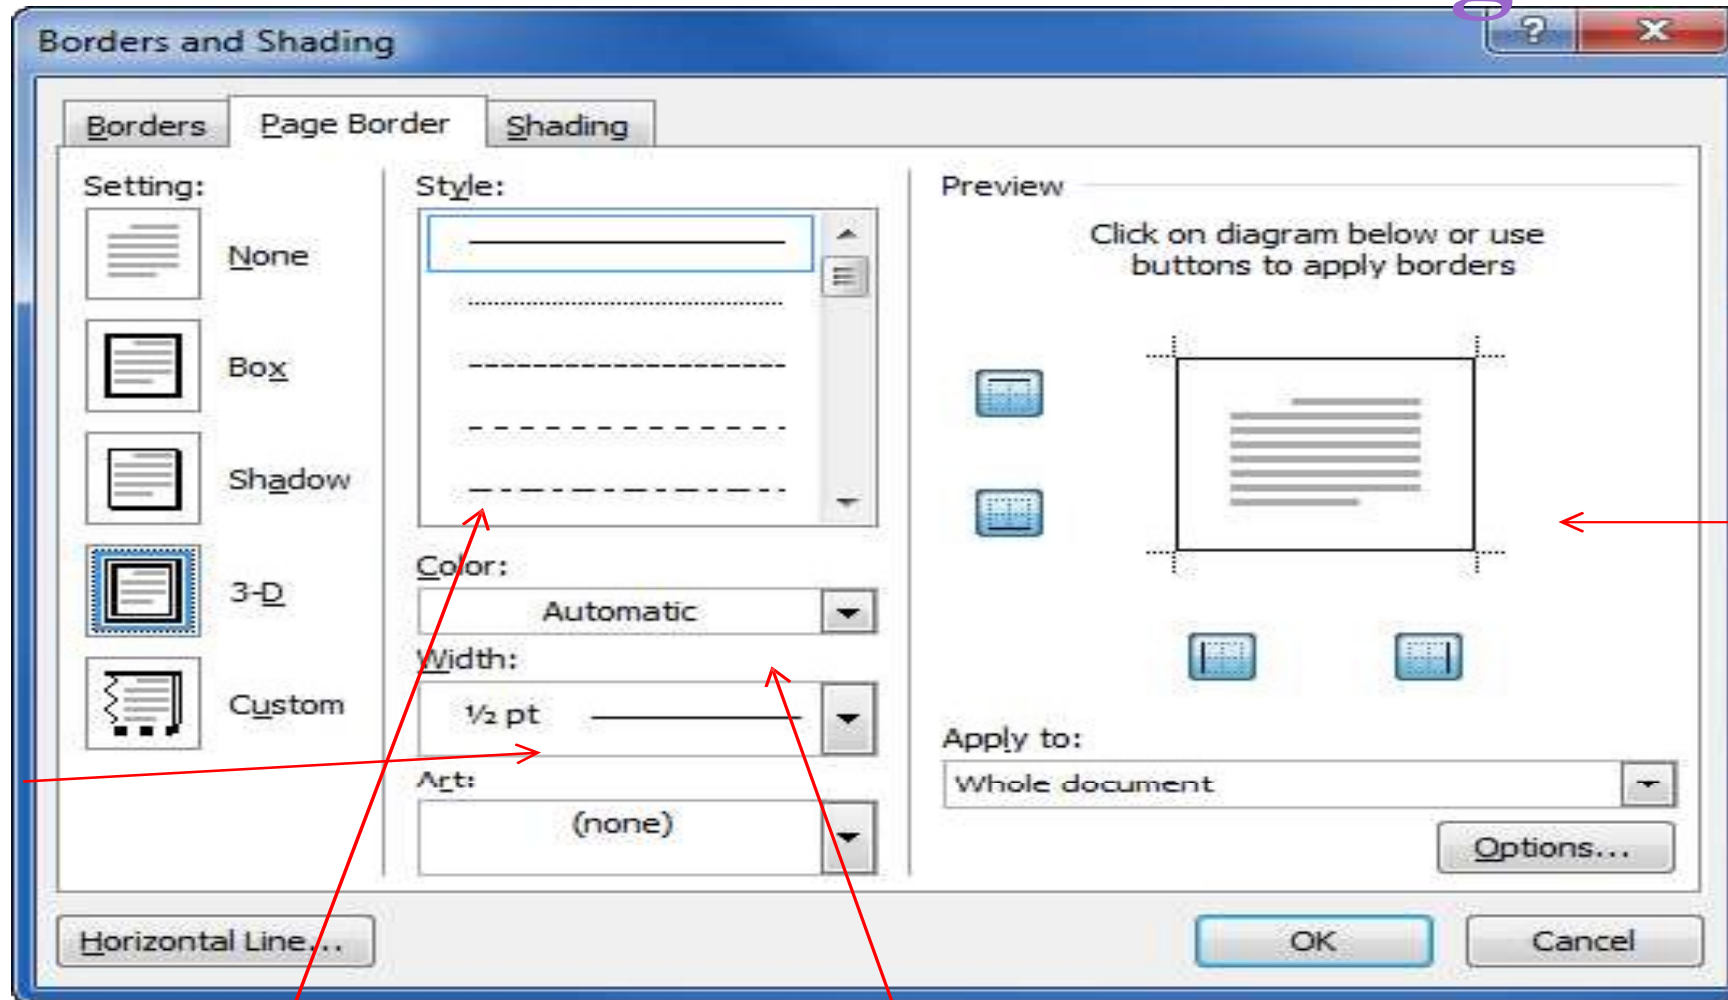 Borders and Shading
?
Borders
Page Border
Shading
Setting:
None
Box
Shadow
3-D
Custom
Style:
Color:
Automatic
Width:
½ pt
Art:
(none)
Preview
Click on diagram below or use
buttons to apply borders
Apply to:
Whole document
Options...
Horizontal Line...
OK
Cancel